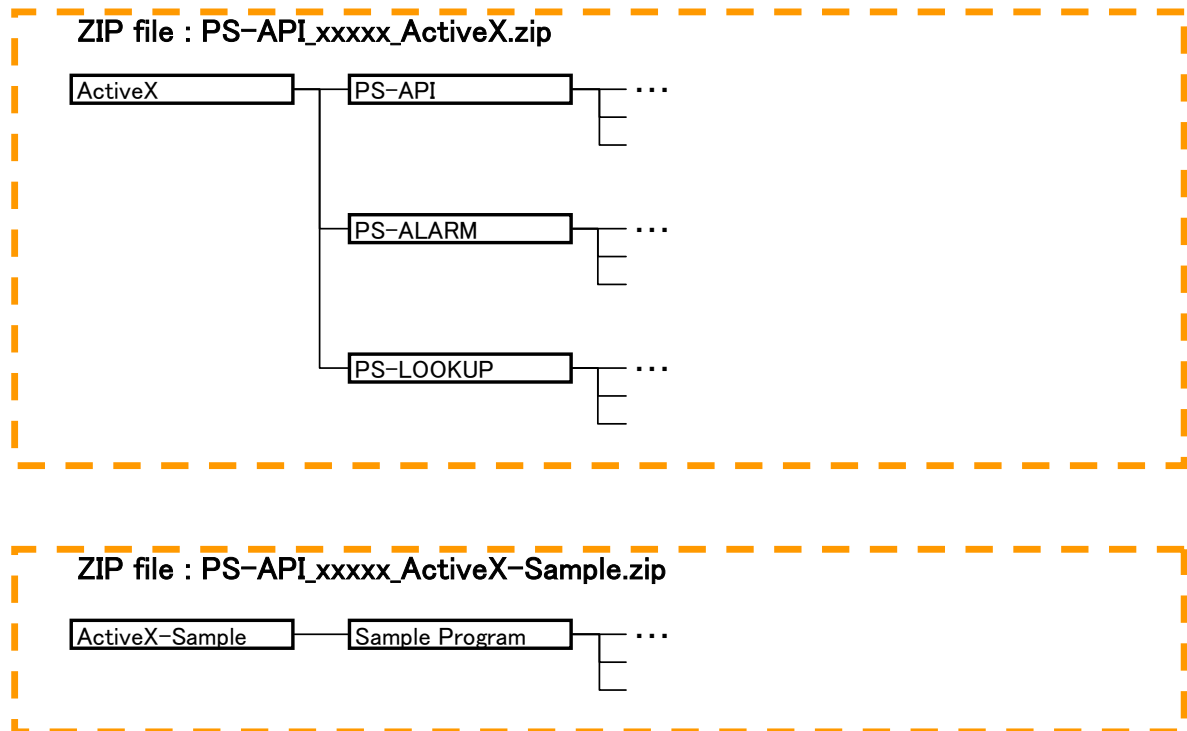 ZIP file : PS-API_xxxxx_ActiveX.zip
ActiveX
PS-API
...
PS-ALARM
...
PS-LOOKUP
...
ZIP file : PS-API_xxxxx_ActiveX-Sample.zip
ActiveX-Sample
Sample Program
...